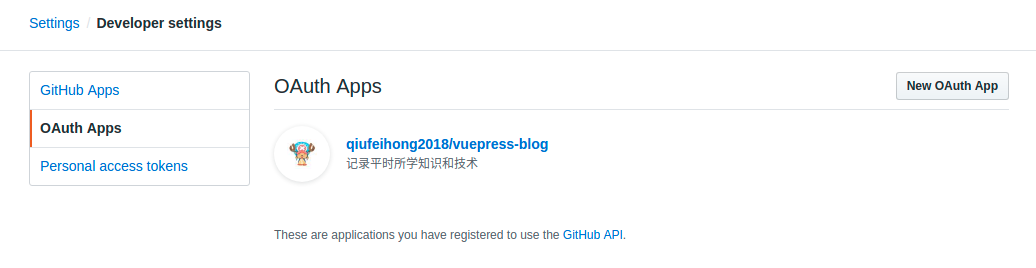 Settings / Developer settings
GitHub Apps
OAuth Apps
Personal access tokens
OAuth Apps
New OAuth App
qiufeihong2018/vuepress-blog
记录平时所学知识和技术
These are applications you have registered to use the GitHub API.